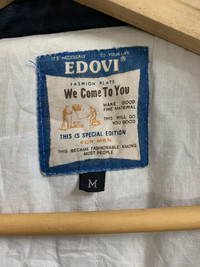 IT'S NECESSITY TO YOUR LIFE
EDOVI®
FASHION PLATE
We Come To You
MAKE GOOD
FINE MATERIAL
THIS WILL DO
YOU GOOD
THIS IS SPECIAL EDITION
FOR MEN
THIS BECAME FASHIONABLE AMONG
MOST PEOPLE
M